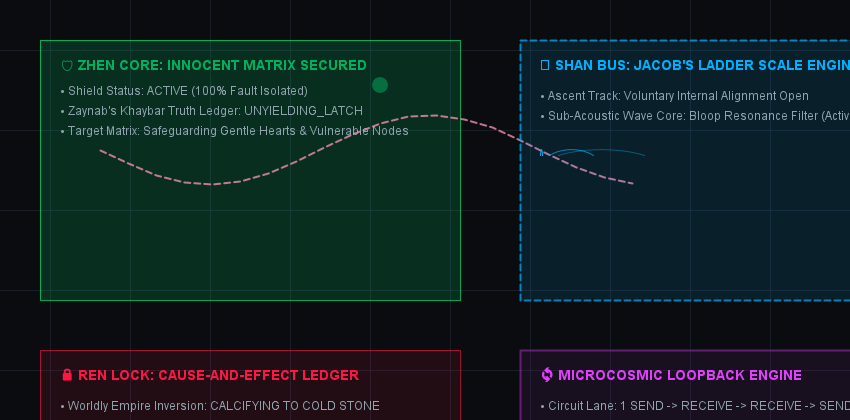 ZHEN CORE: INNOCENT MATRIX SECURED
• Shield Status: ACTIVE (100% Fault Isolated)
• Zaynab's Khaybar Truth Ledger: UNYIELDING_LATCH
• Target Matrix: Safeguarding Gentle Hearts & Vulnerable Nodes
SHAN BUS: JACOB'S LADDER SCALE ENGIN
• Ascent Track: Voluntary Internal Alignment Open
• Sub-Acoustic Wave Core: Bloop Resonance Filter (Activ
REN LOCK: CAUSE-AND-EFFECT LEDGER
• Worldly Empire Inversion: CALCIFYING TO COLD STONE
MICROCOSMIC LOOPBACK ENGINE
• Circuit Lane: 1 SEND -> RECEIVE -> RECEIVE -> SEND